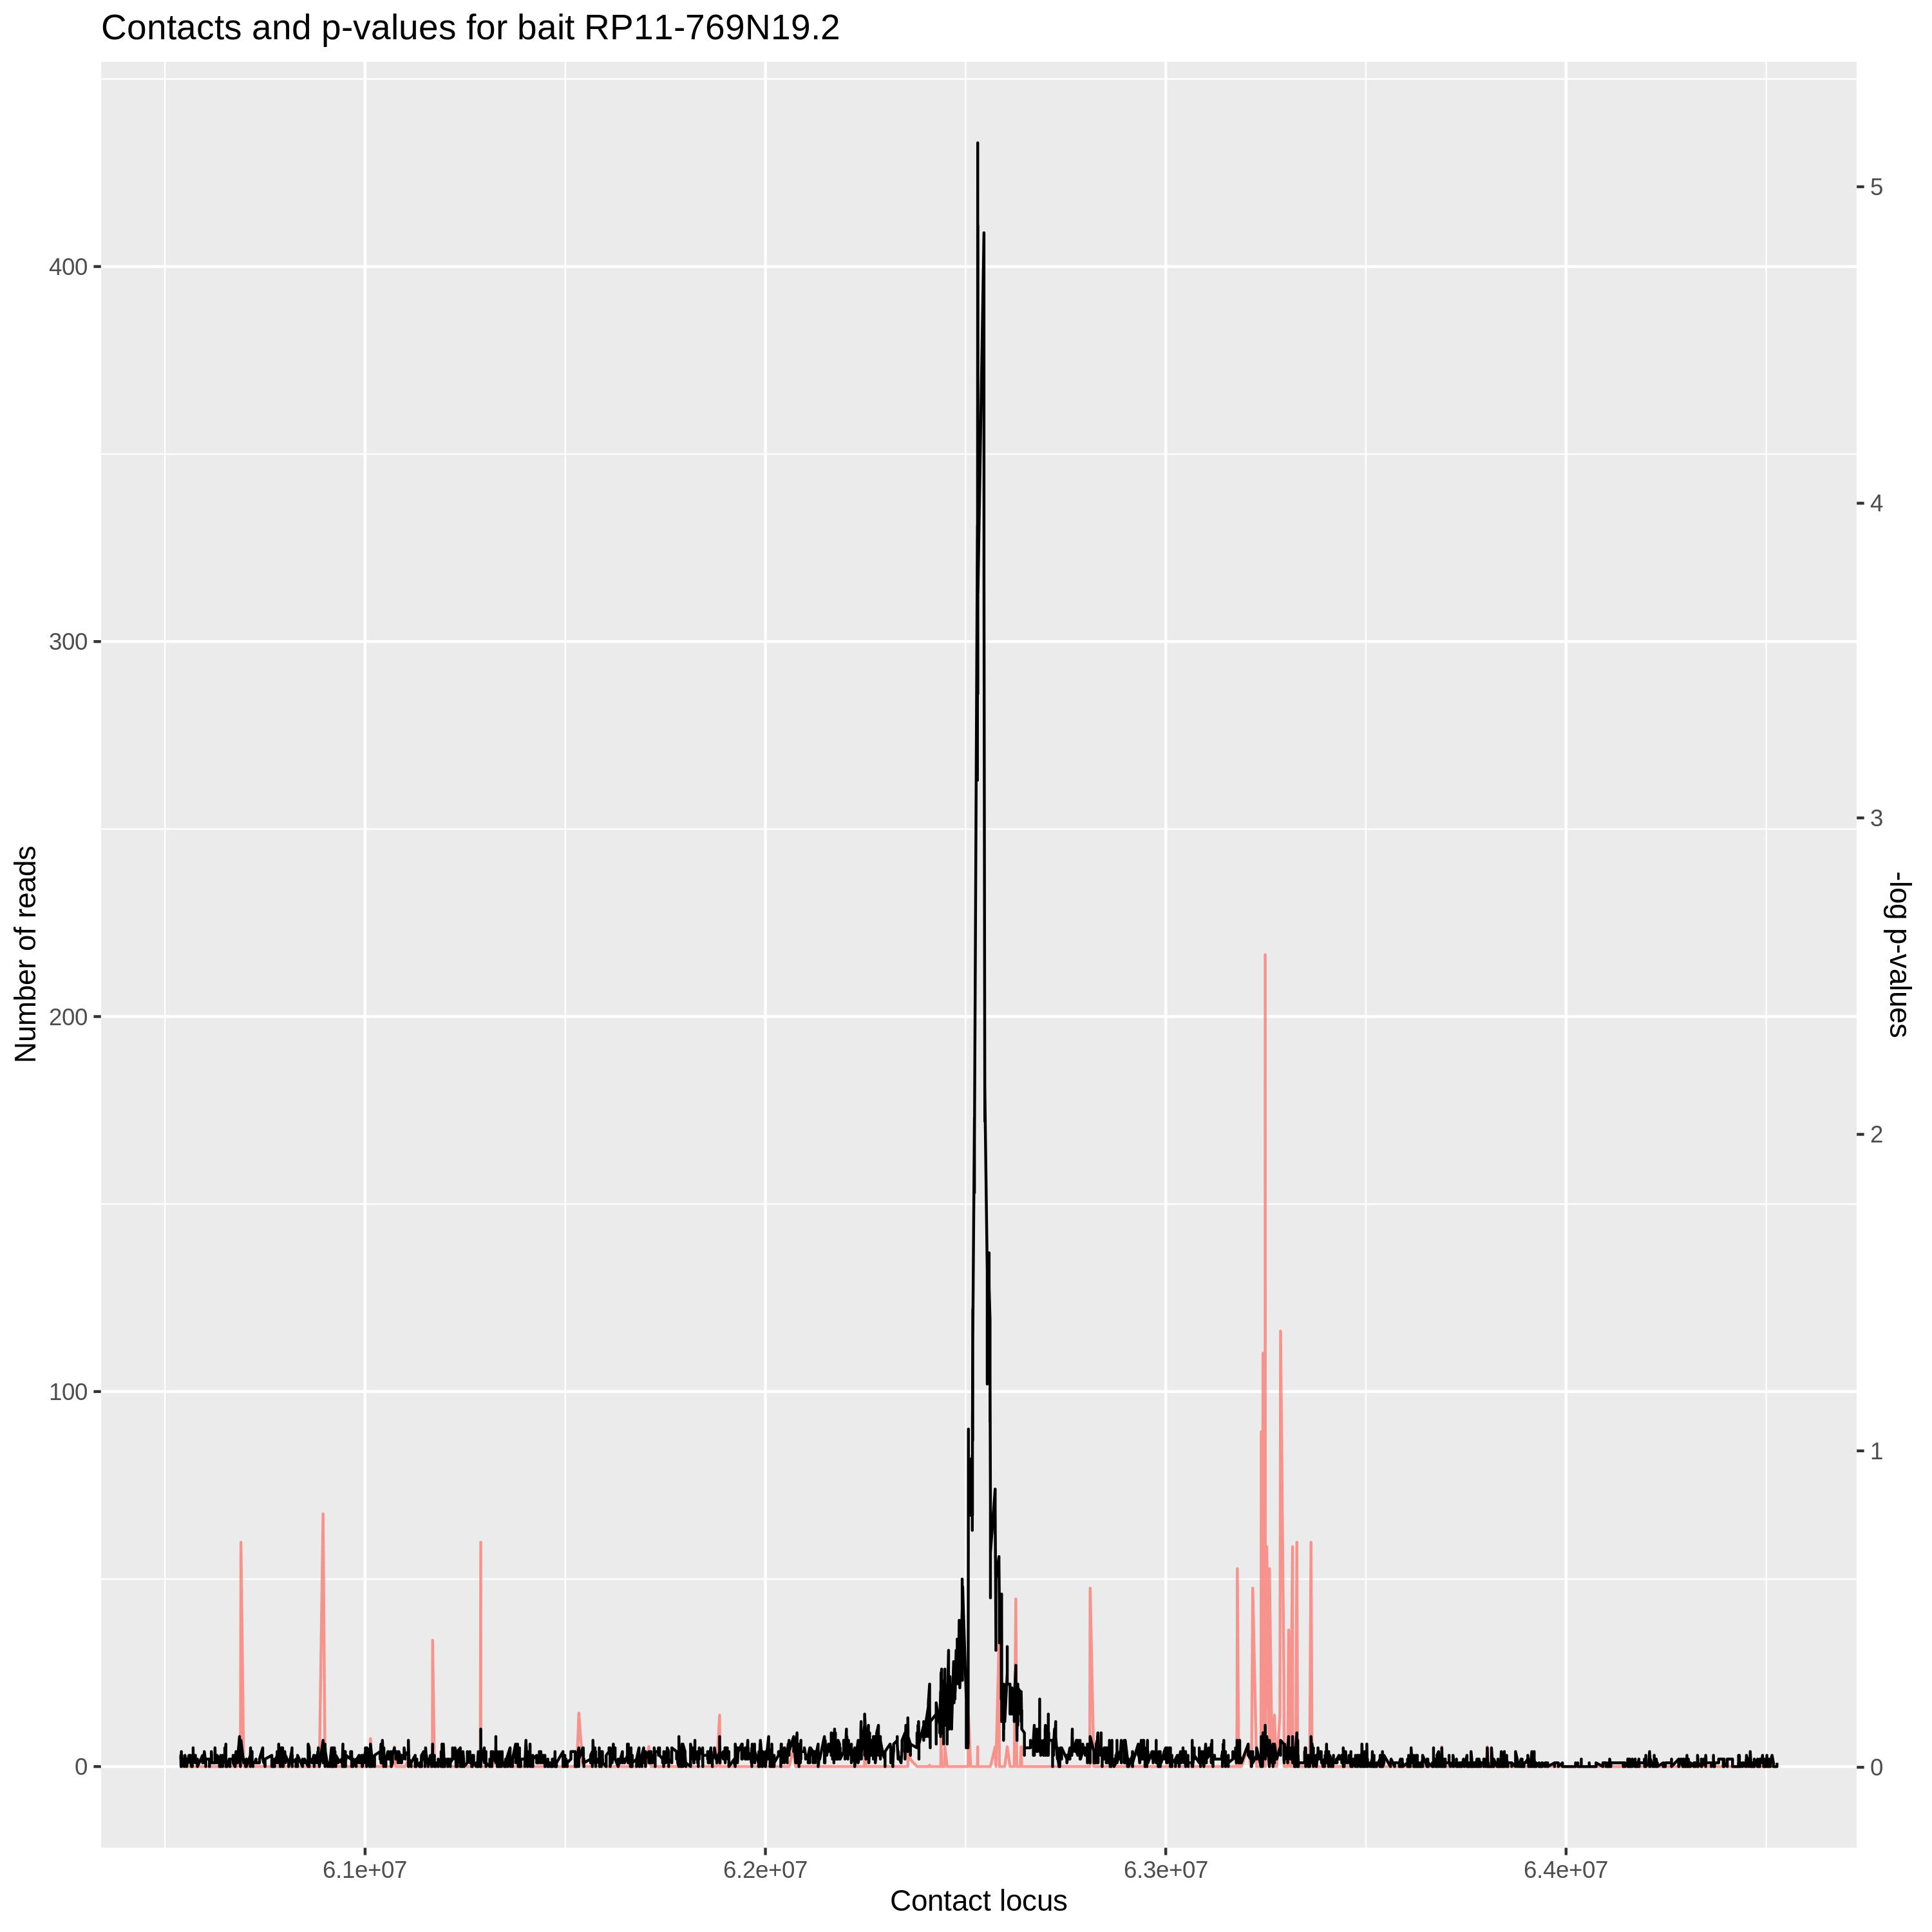 Contacts and p-values for bait RP11-769N19.2
Number of reads
400
300
200
100
0
5
4
3
2
1
0
-log p-values
6.1e+07
6.2e+07
6.3e+07
6.4e+07
Contact locus